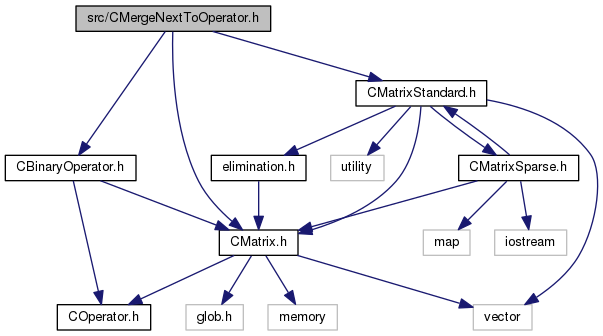 src/CMergeNextToOperator.h
CMatrixStandard.h
CBinaryOperator.h
elimination.h
utility
CMatrixSparse.h
CMatrix.h
map
iostream
COperator.h
glob.h
memory
vector